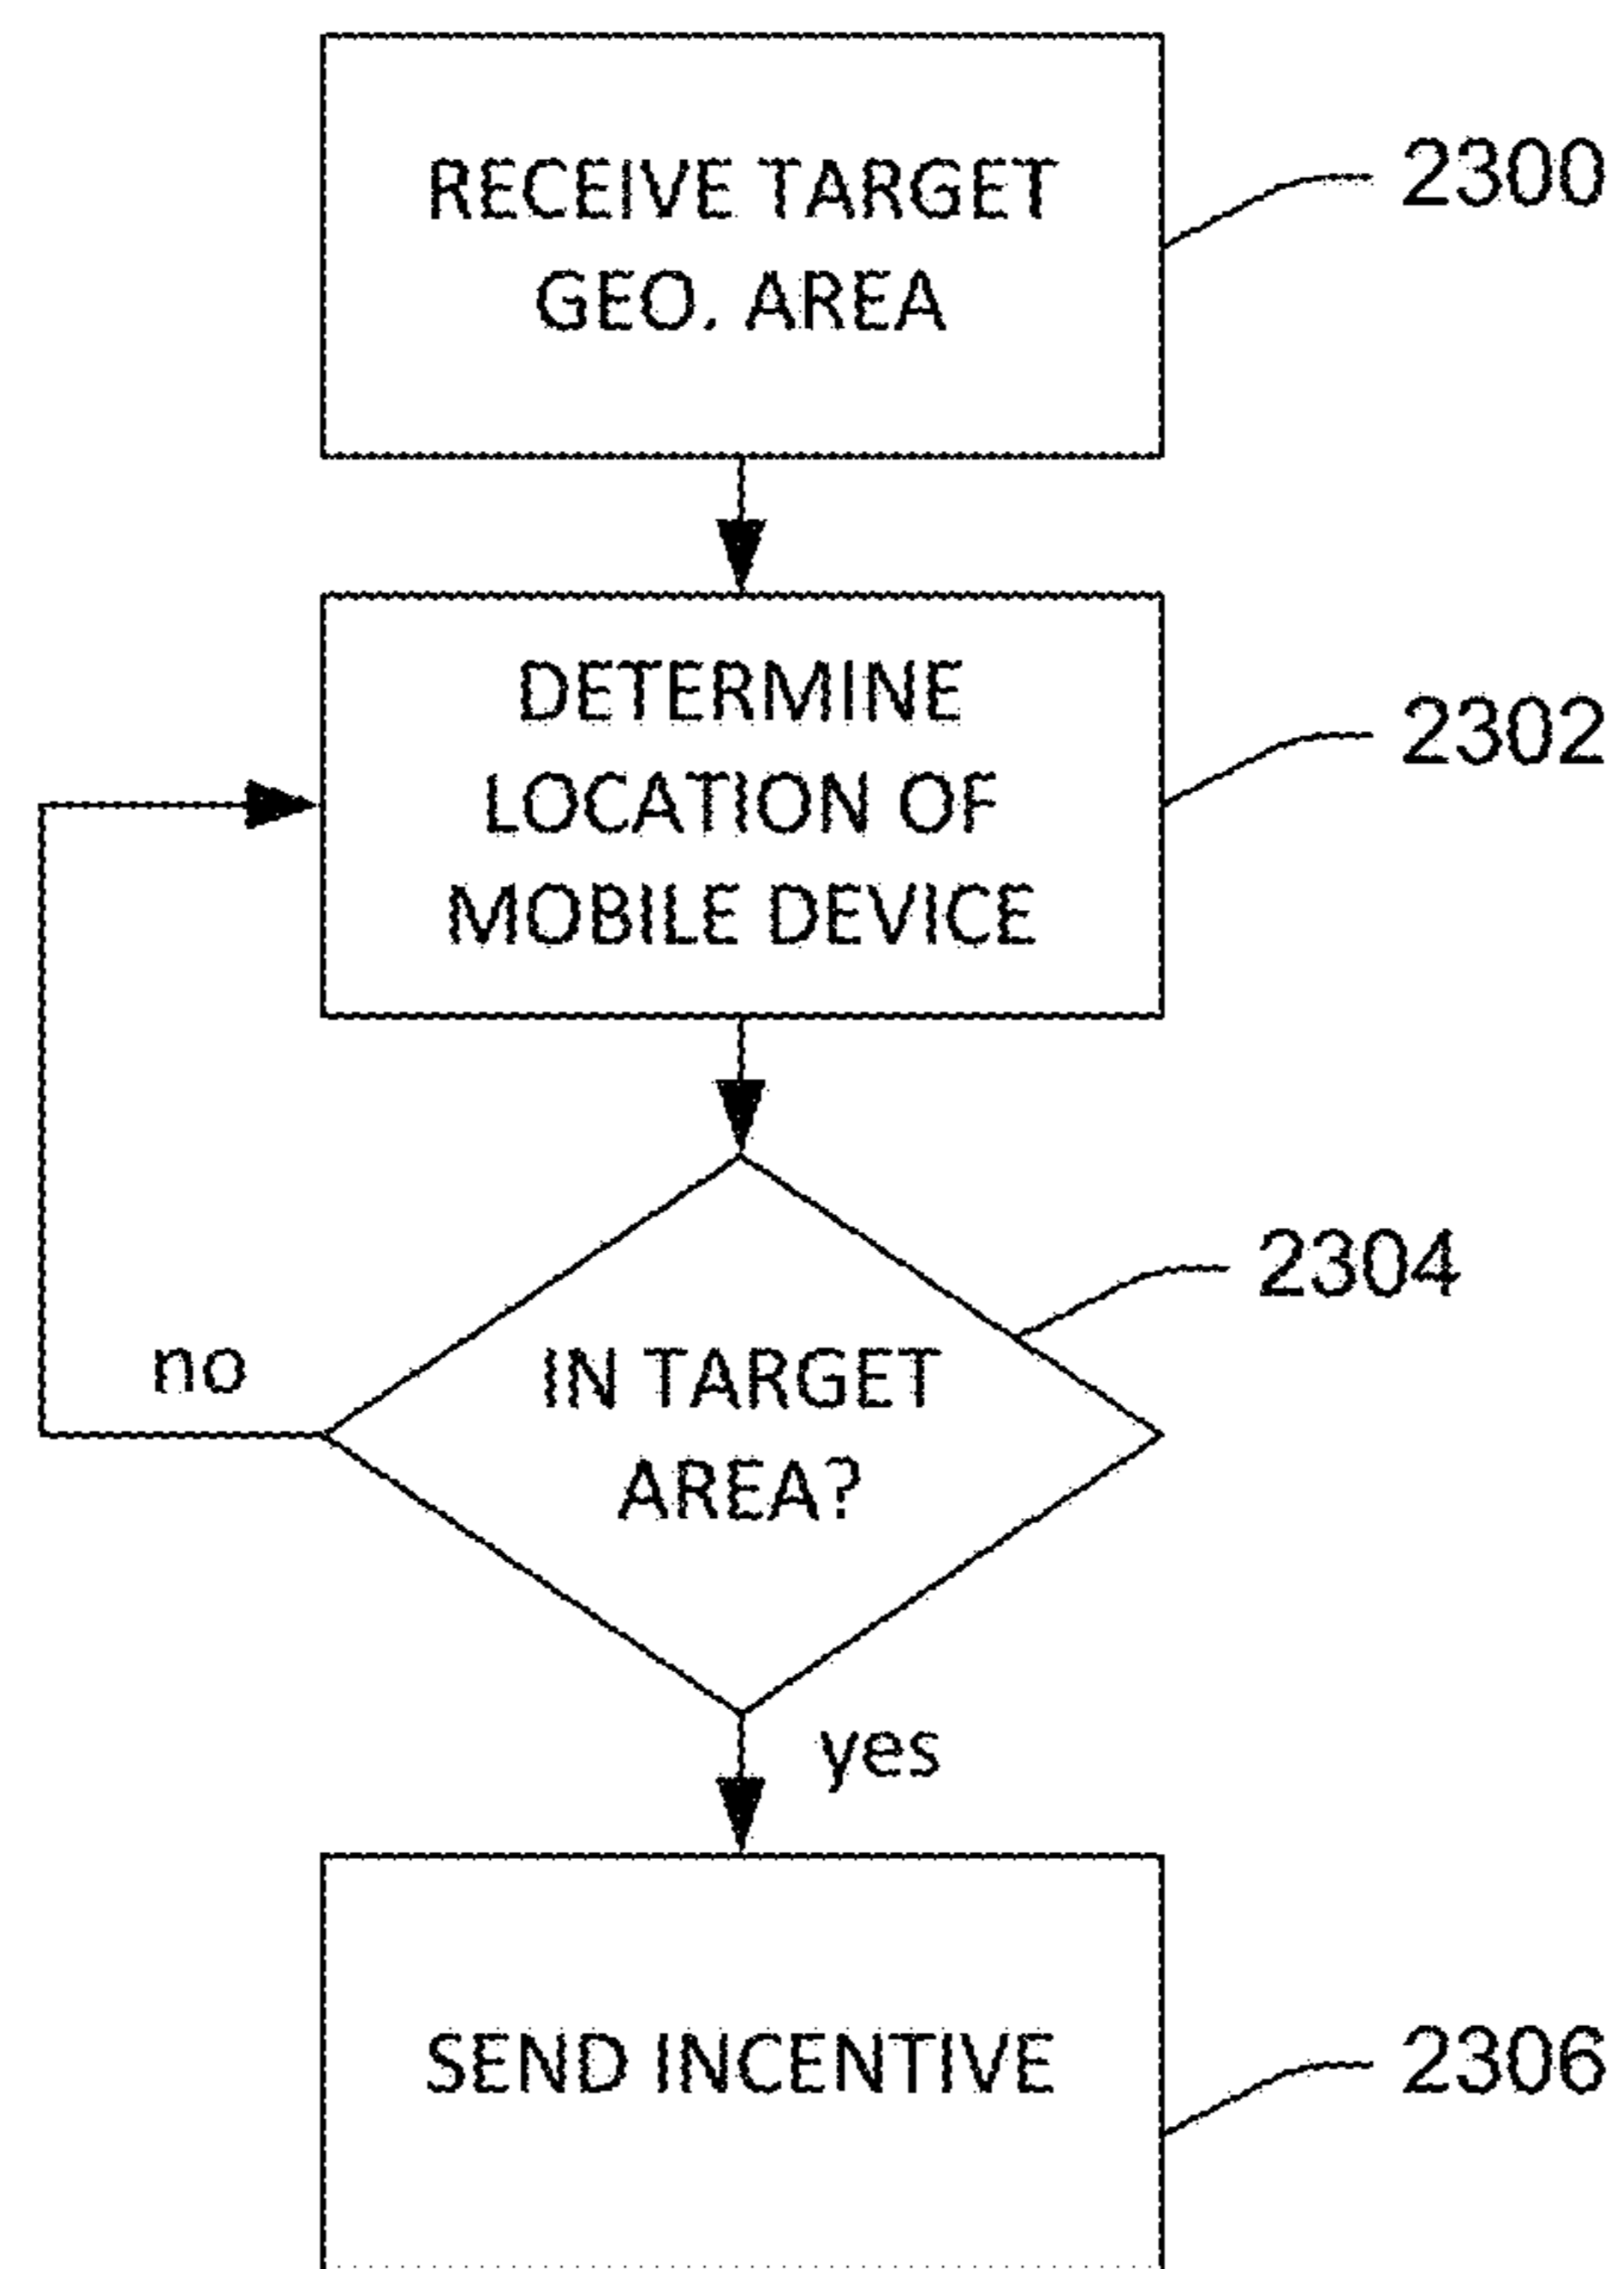 RECEIVE TARGET
GEO. AREA
2300
DETERMINE
LOCATION OF
MOBILE DEVICE
2302
IN TARGET
AREA?
2304
no
yes
SEND INCENTIVE
2306